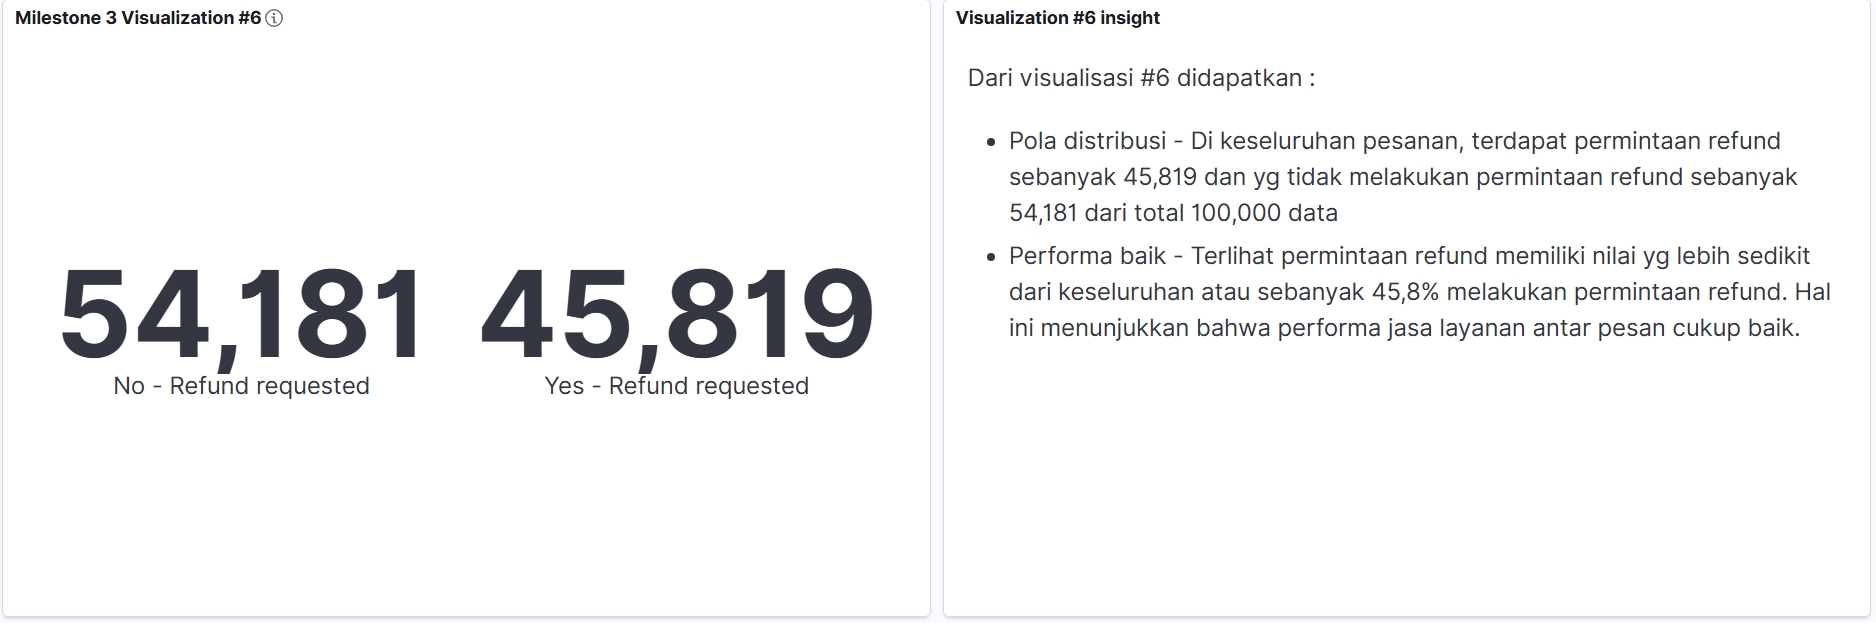 Milestone 3 Visualization #6
54,181
No - Refund requested
45,819
Yes - Refund requested
Visualization #6 insight
Dari visualisasi #6 didapatkan :
• Pola distribusi - Di keseluruhan pesanan, terdapat permintaan refund
sebanyak 45,819 dan yg tidak melakukan permintaan refund sebanyak
54,181 dari total 100,000 data
• Performa baik - Terlihat permintaan refund memiliki nilai yg lebih sedikit
dari keseluruhan atau sebanyak 45,8% melakukan permintaan refund. Hal
ini menunjukkan bahwa performa jasa layanan antar pesan cukup baik.